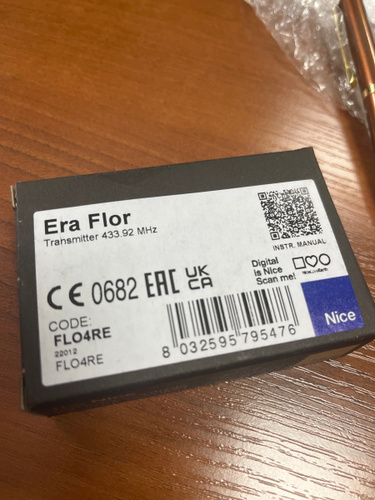 Era Flor
Transmitter 433.92 MHz
INSTR. MANUAL
Digital
is Nice
Scan me!
CE 0682 EAC UK
CA
CODE:
FLO4RE
22012
FLO4RE
8 032595 795476
Nice